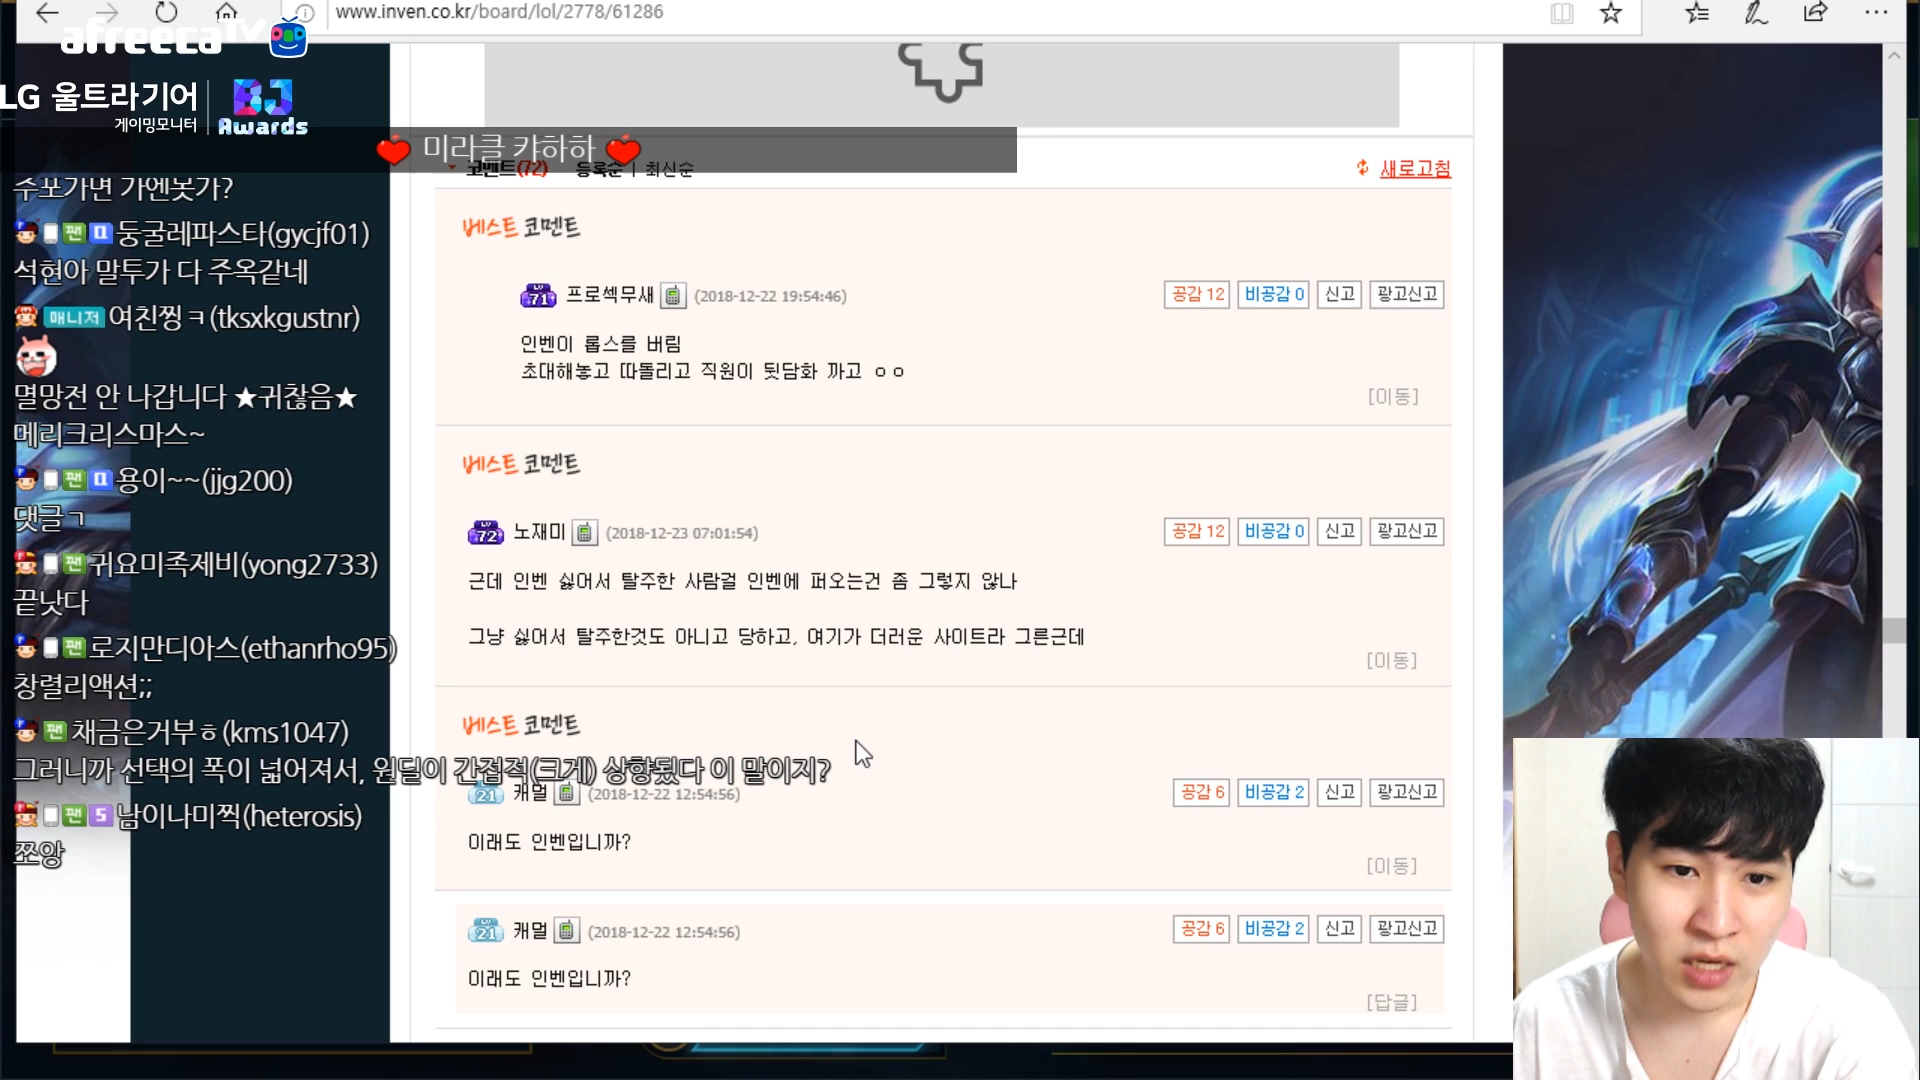 www.inven.co.kr/board/lol/2778/61286
afreecaTV
LG 울트라기어
게이밍모니터
BJ Awards
미라클 캬하하
코멘트(72) 등록순 | 최신순
새로고침
주포가면 가엔못가?
둥굴레파스타(gycjf01)
석현아 말투가 다 주옥같네
매니저 여친찡ㅋ(tksxkgustnr)
멸망전 안 나갑니다 ★귀찮음★
메리크리스마스~
팬 용이~~(jjg200)
댓글ㄱ
팬 귀요미족제비(yong2733)
끝낫다
팬 로지만디아스(ethanrho95)
창렬리액션;;
팬 채금은거부ㅎ(kms1047)
그러니까 선택의 폭이 넓어져서, 원딜이 간접적(크게) 상향됐다 이 말이지?
팬 S 남이나미찍(heterosis)
쪼앙
베스트 코멘트
LV 71 프로섹무새 (2018-12-22 19:54:46)
공감 12 비공감 0 신고 광고신고
인벤이 롭스를 버림
초대해놓고 따돌리고 직원이 뒷담화 까고 ㅇㅇ
[이동]
베스트 코멘트
LV 72 노재미 (2018-12-23 07:01:54)
공감 12 비공감 0 신고 광고신고
근데 인벤 싫어서 탈주한 사람걸 인벤에 퍼오는건 좀 그렇지 않나
그냥 싫어서 탈주한것도 아니고 당하고, 여기가 더러운 사이트라 그른근데
[이동]
베스트 코멘트
21 캐멀 (2018-12-22 12:54:56)
공감 6 비공감 2 신고 광고신고
이래도 인벤입니까?
[이동]
LV 21 캐멀 (2018-12-22 12:54:56)
공감 6 비공감 2 신고 광고신고
이래도 인벤입니까?
[답글]